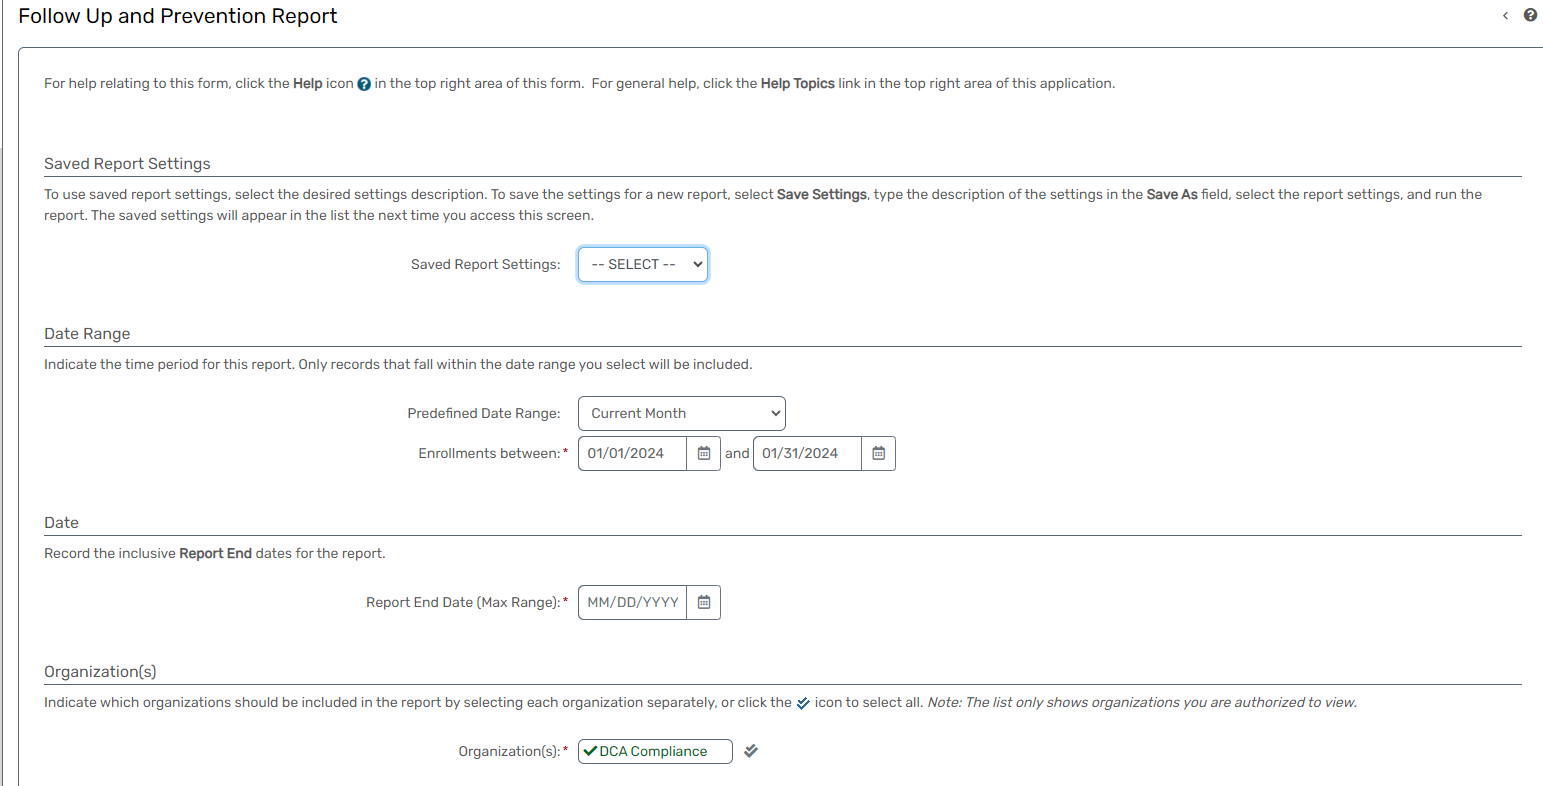 Follow Up and Prevention Report
For help relating to this form, click the Help icon ? in the top right area of this form. For general help, click the Help Topics link in the top right area of this application.
Saved Report Settings
To use saved report settings, select the desired settings description. To save the settings for a new report, select Save Settings, type the description of the settings in the Save As field, select the report settings, and run the
report. The saved settings will appear in the list the next time you access this screen.
Saved Report Settings: -- SELECT --
Date Range
Indicate the time period for this report. Only records that fall within the date range you select will be included.
Predefined Date Range: Current Month
Enrollments between:* 01/01/2024 and 01/31/2024
Date
Record the inclusive Report End dates for the report.
Report End Date (Max Range):* MM/DD/YYYY
Organization(s)
Indicate which organizations should be included in the report by selecting each organization separately, or click the icon to select all. Note: The list only shows organizations you are authorized to view.
Organization(s):* DCA Compliance